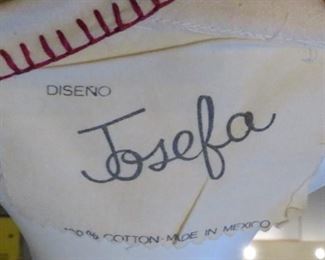 DISEÑO
Josefa
100% COTTON-MADE IN MEXICO